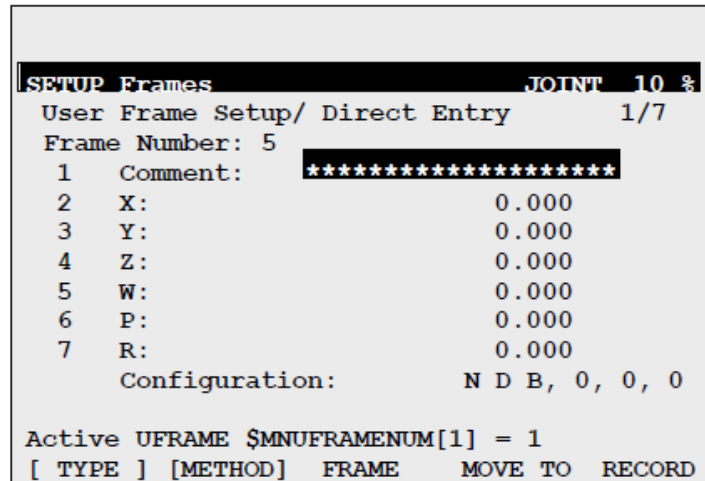 SETUP Frames JOINT 10 %
User Frame Setup/ Direct Entry 1/7
Frame Number: 5
1 Comment: ********************
2 X: 0.000
3 Y: 0.000
4 Z: 0.000
5 W: 0.000
6 P: 0.000
7 R: 0.000
Configuration: N D B, 0, 0, 0
Active UFRAME $MNUFRAMENUM[1] = 1
[ TYPE ] [METHOD] FRAME MOVE TO RECORD